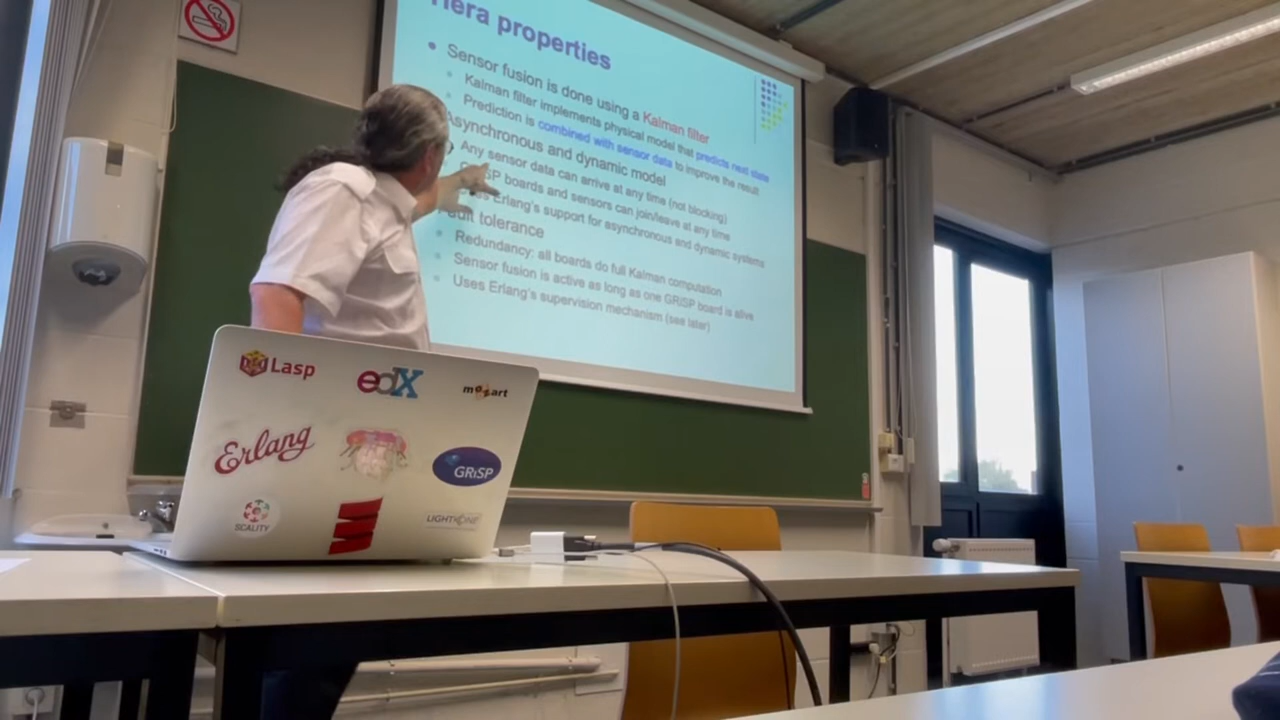 Hera properties
Sensor fusion is done using a Kalman filter
Kalman filter implements physical model that predicts next state
Prediction is combined with sensor data to improve the result
Asynchronous and dynamic model
Any sensor data can arrive at any time (not blocking)
SP boards and sensors can join/leave at any time
Erlang's support for asynchronous and dynamic systems
tolerance
Redundancy: all boards do full Kalman computation
Sensor fusion is active as long as one GRiSP board is alive
Uses Erlang's supervision mechanism (see later)
Lasp
edX
mozart
Erlang
GRiSP
SCALITY
LIGHTKONE